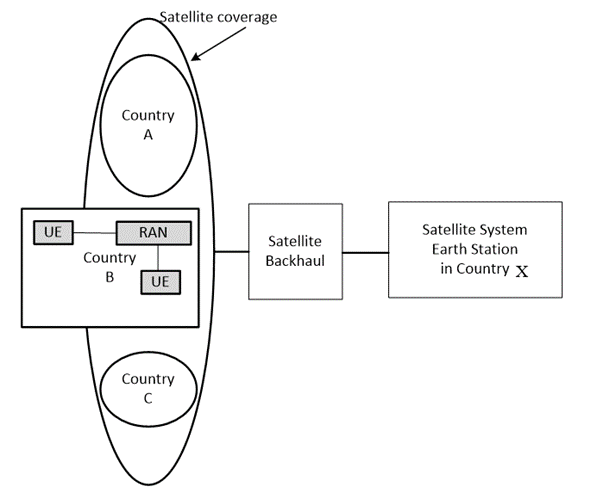 Satellite coverage
Country
A
UE
RAN
Country
B
UE
Country
C
Satellite
Backhaul
Satellite System
Earth Station
in Country X